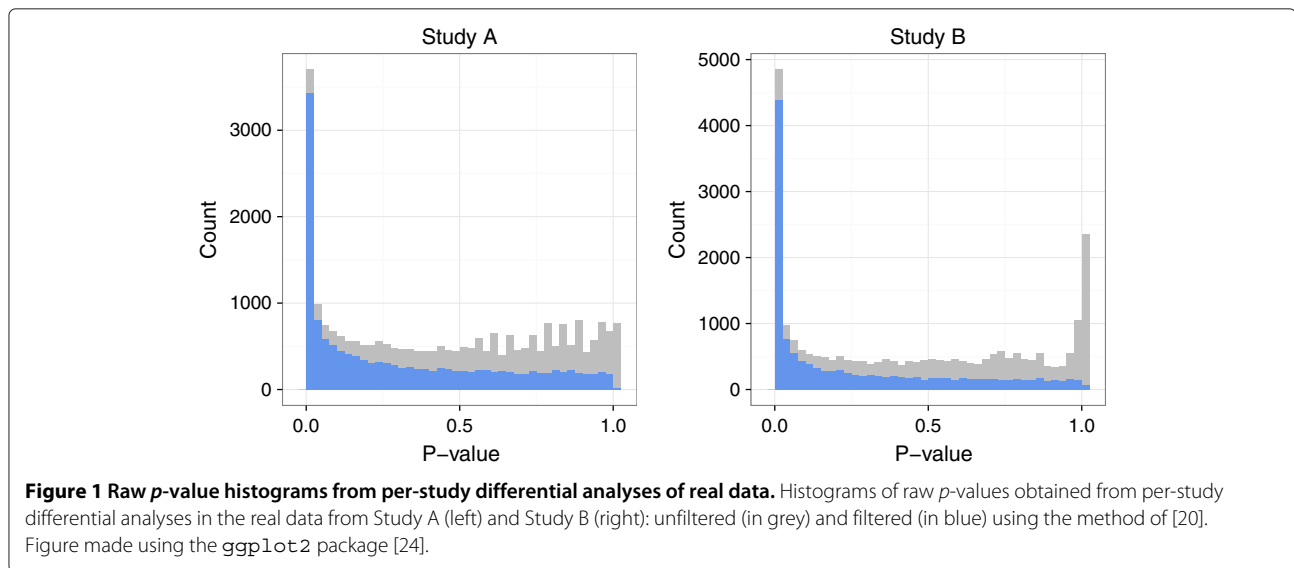 Study A
Study B
Count
3000
2000
1000
0
0.0
0.5
1.0
P−value
Count
5000
4000
3000
2000
1000
0
0.0
0.5
1.0
P−value
Figure 1 Raw p-value histograms from per-study differential analyses of real data. Histograms of raw p-values obtained from per-study
differential analyses in the real data from Study A (left) and Study B (right): unfiltered (in grey) and filtered (in blue) using the method of [20].
Figure made using the ggplot2 package [24].